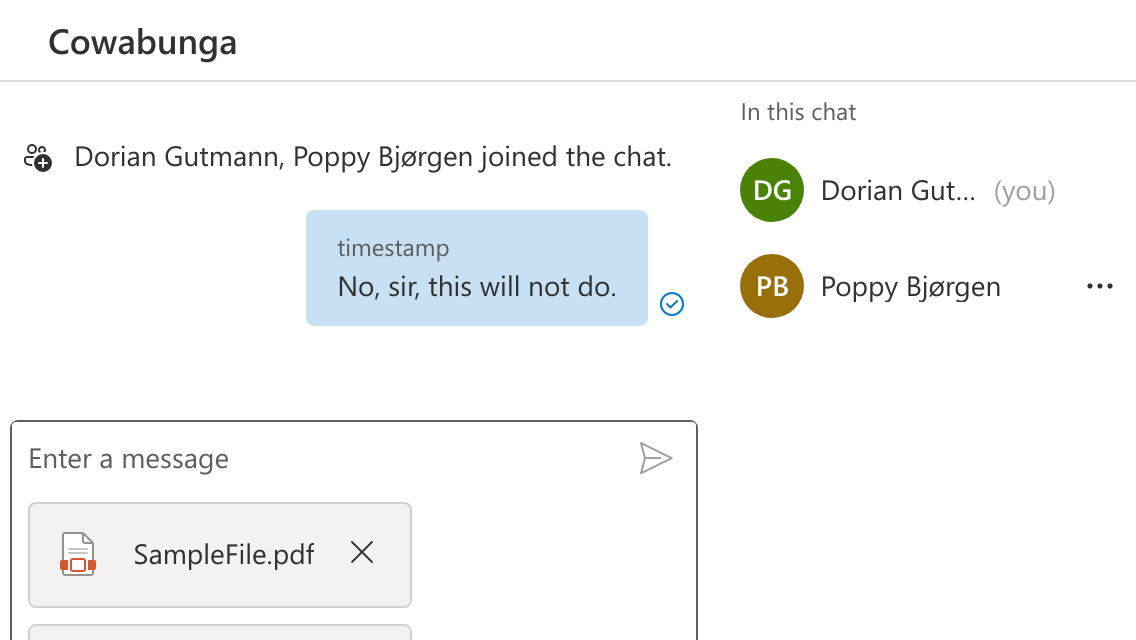 Cowabunga
Dorian Gutmann, Poppy Bjørgen joined the chat.
timestamp
No, sir, this will not do.
Enter a message
SampleFile.pdf
In this chat
DG Dorian Gut... (you)
PB Poppy Bjørgen